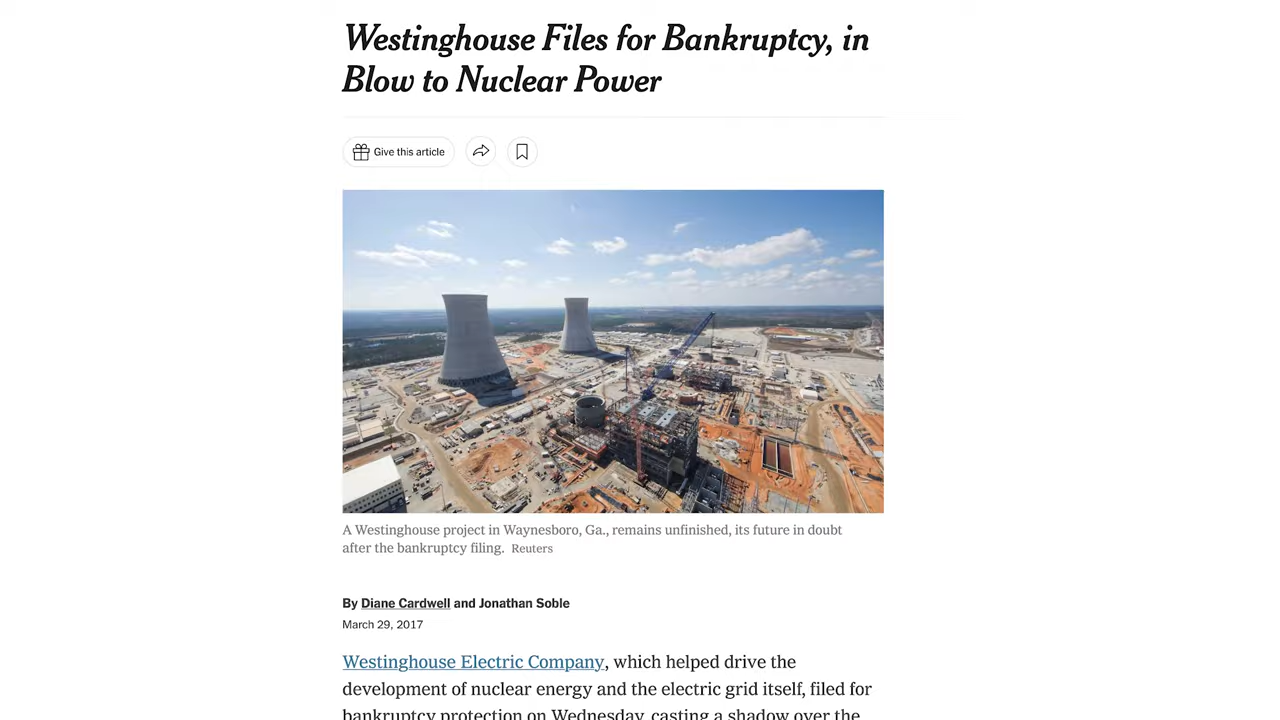 Westinghouse Files for Bankruptcy, in
Blow to Nuclear Power
Give this article
A Westinghouse project in Waynesboro, Ga., remains unfinished, its future in doubt
after the bankruptcy filing. Reuters
By Diane Cardwell and Jonathan Soble
March 29, 2017
Westinghouse Electric Company, which helped drive the
development of nuclear energy and the electric grid itself, filed for
bankruptcy protection on Wednesday, casting a shadow over the